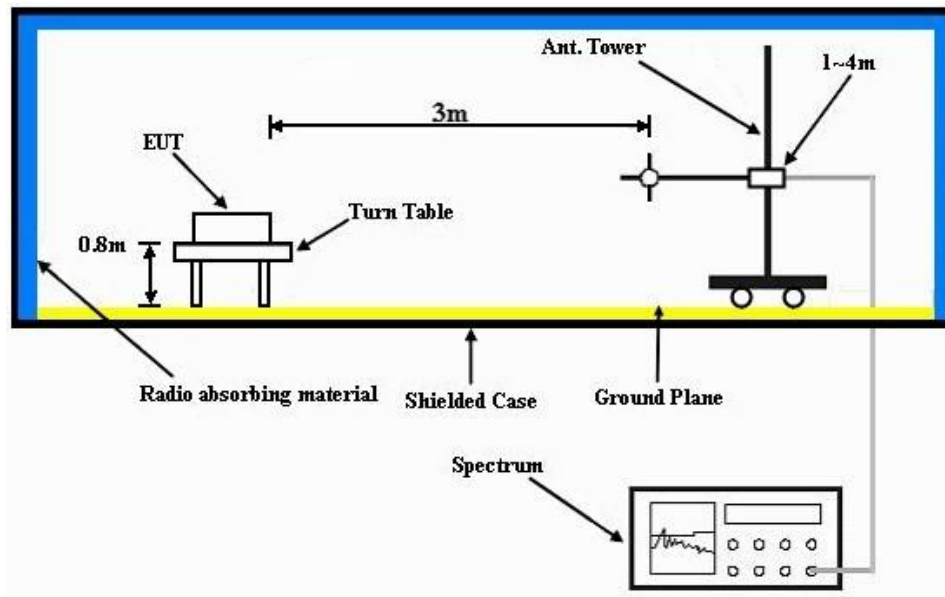 Ant. Tower
1~4m
3m
EUT
Turn Table
0.8m
Radio absorbing material
Shielded Case
Ground Plane
Spectrum